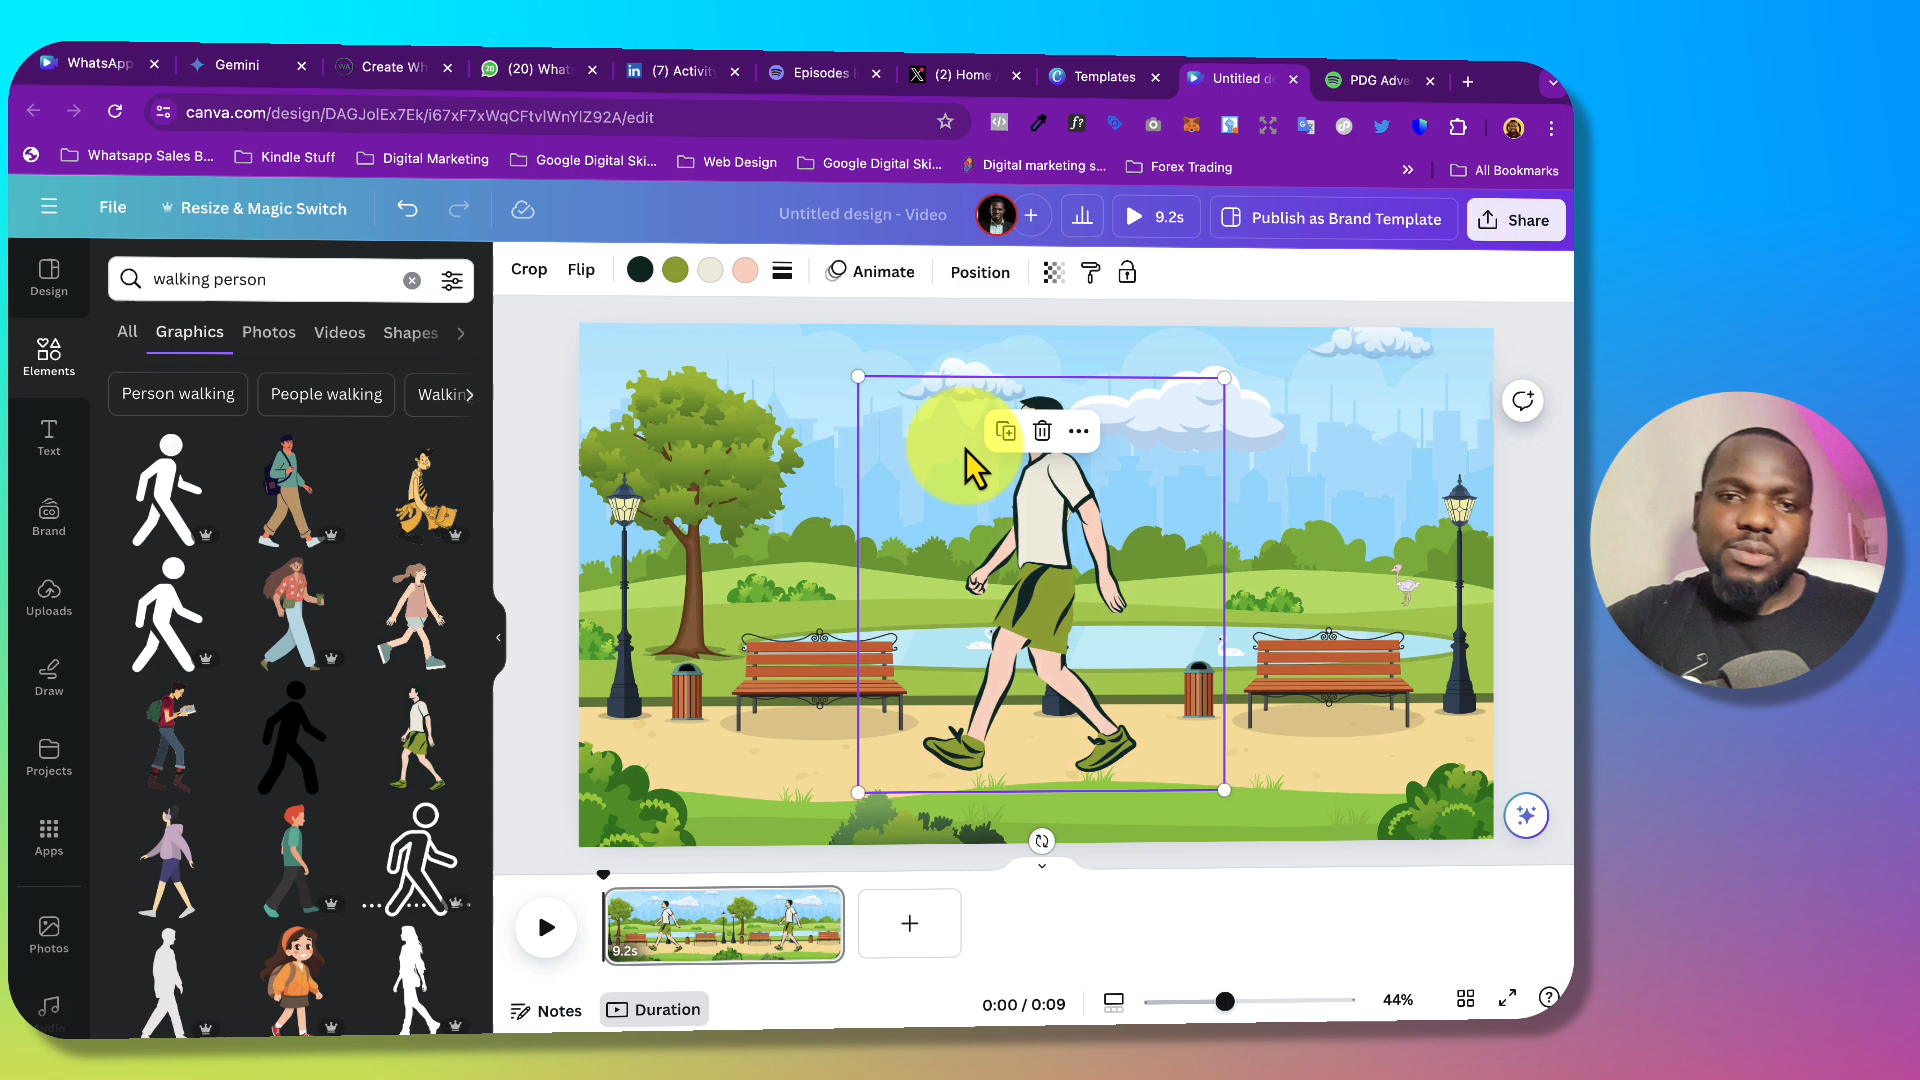 WhatsApp
Gemini
Create Wh
(20) What
(7) Activity
Episodes
(2) Home
Templates
Untitled d
PDG Adve
canva.com/design/DAGJolEx7Ek/i67xF7xWqCFtvlWnYlZ92A/edit
Whatsapp Sales B...
Kindle Stuff
Digital Marketing
Google Digital Ski...
Web Design
Google Digital Ski...
Digital marketing s...
Forex Trading
All Bookmarks
File
Resize & Magic Switch
Untitled design - Video
9.2s
Publish as Brand Template
Share
Design
Elements
Text
Brand
Uploads
Draw
Projects
Apps
Photos
Audio
walking person
All
Graphics
Photos
Videos
Shapes
Person walking
People walking
Walkin
Crop
Flip
Animate
Position
9.2s
Notes
Duration
0:00 / 0:09
44%